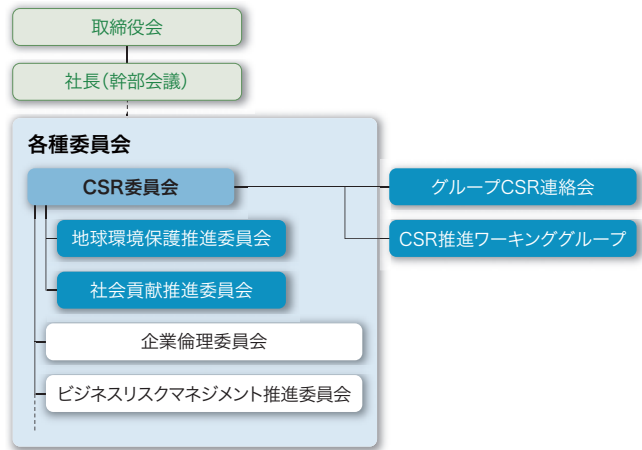 取締役会
社長(幹部会議)
各種委員会
CSR委員会
グループCSR連絡会
地球環境保護推進委員会
CSR推進ワーキンググループ
社会貢献推進委員会
企業倫理委員会
ビジネスリスクマネジメント推進委員会